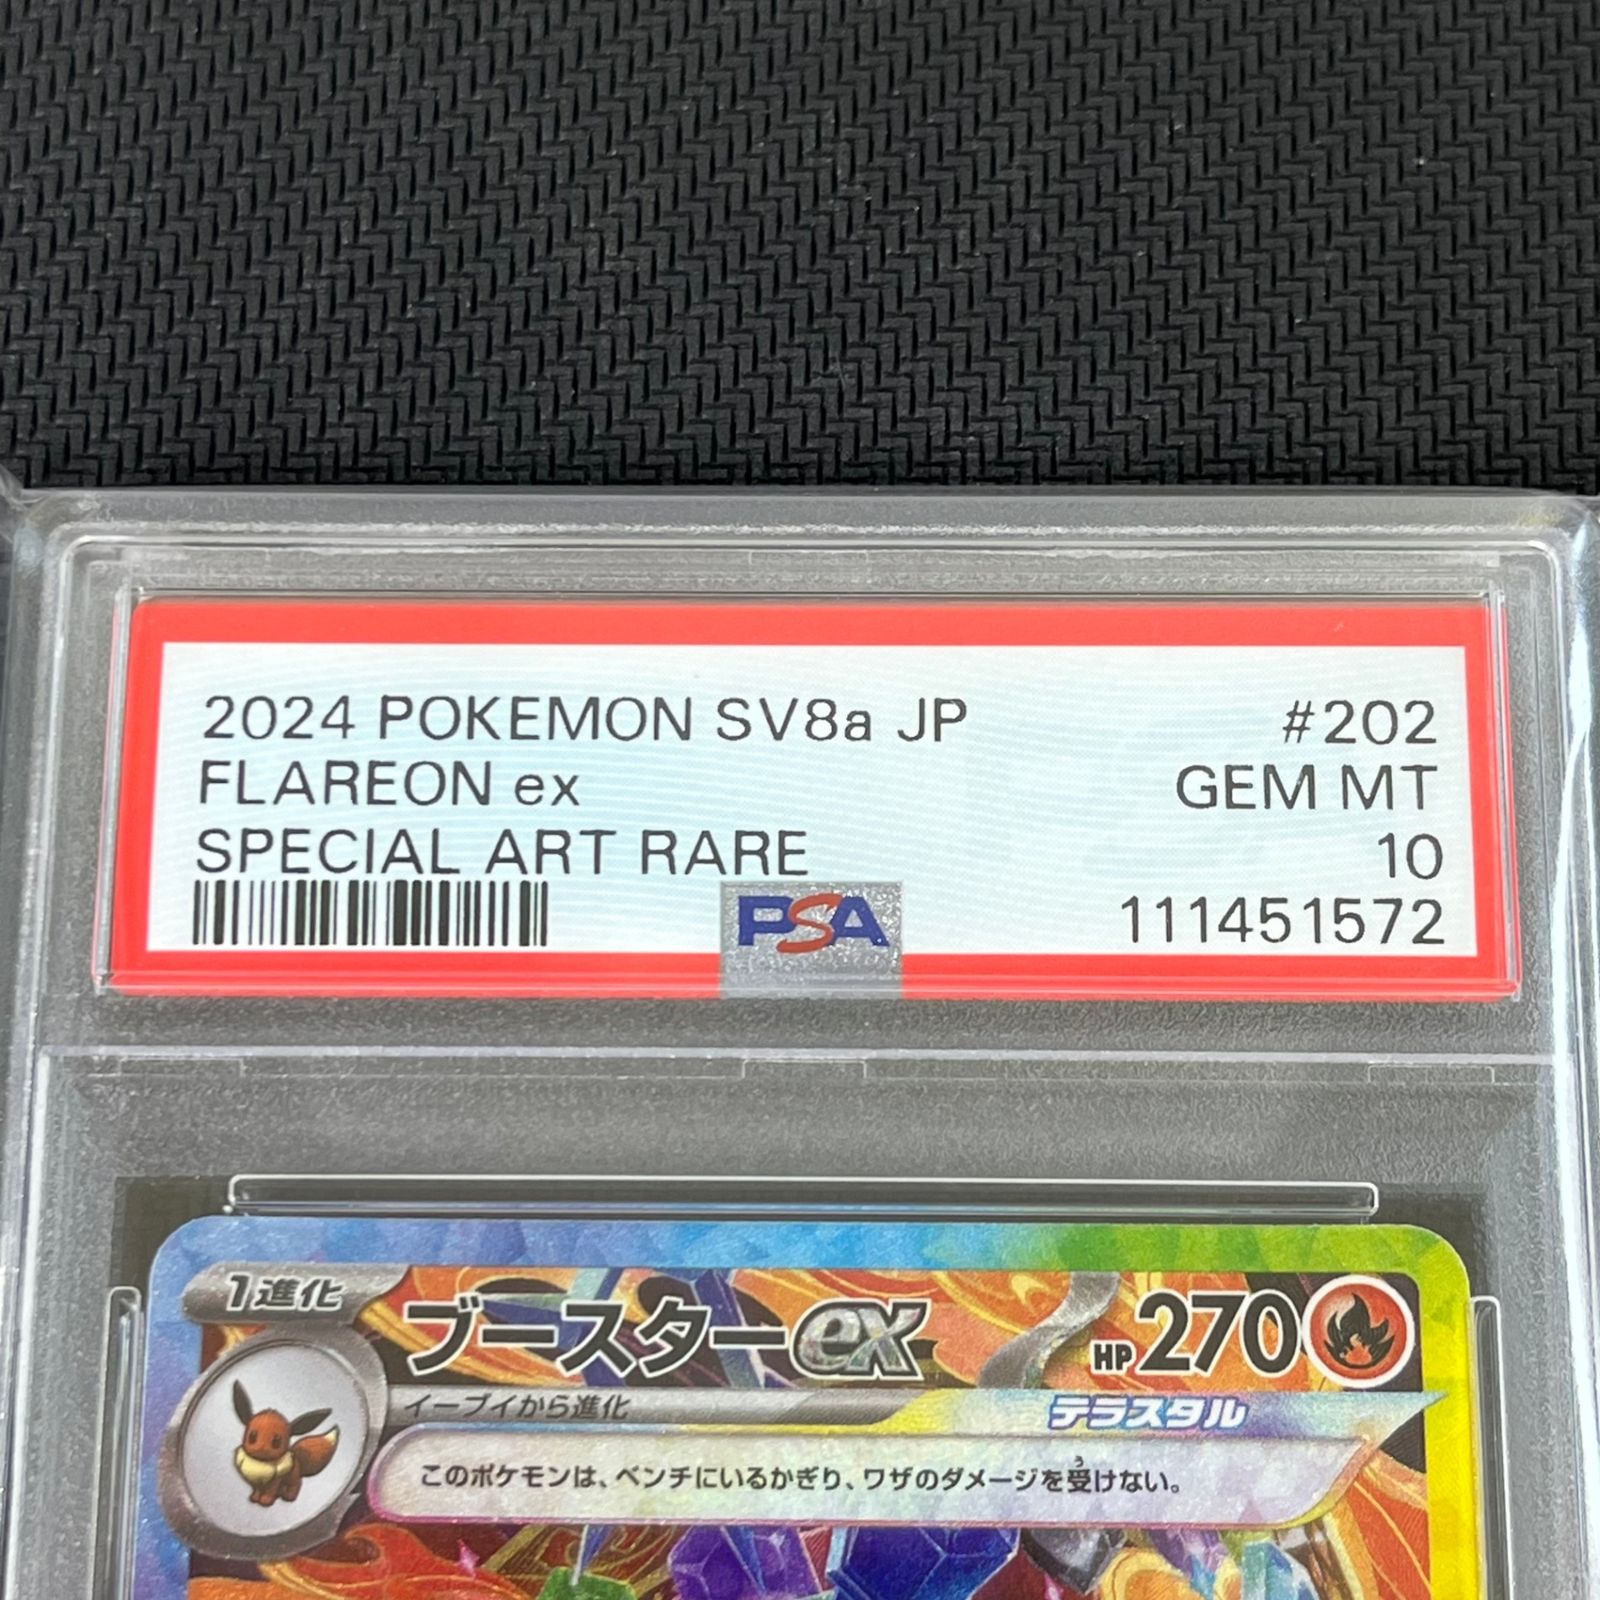 2024 POKEMON SV8a JP #202
FLAREON ex GEM MT
SPECIAL ART RARE 10
PSA 111451572
1進化 ブースターex HP270
イーブイから進化 テラスタル
このポケモンは、ベンチにいるかぎり、ワザのダメージを受けない。